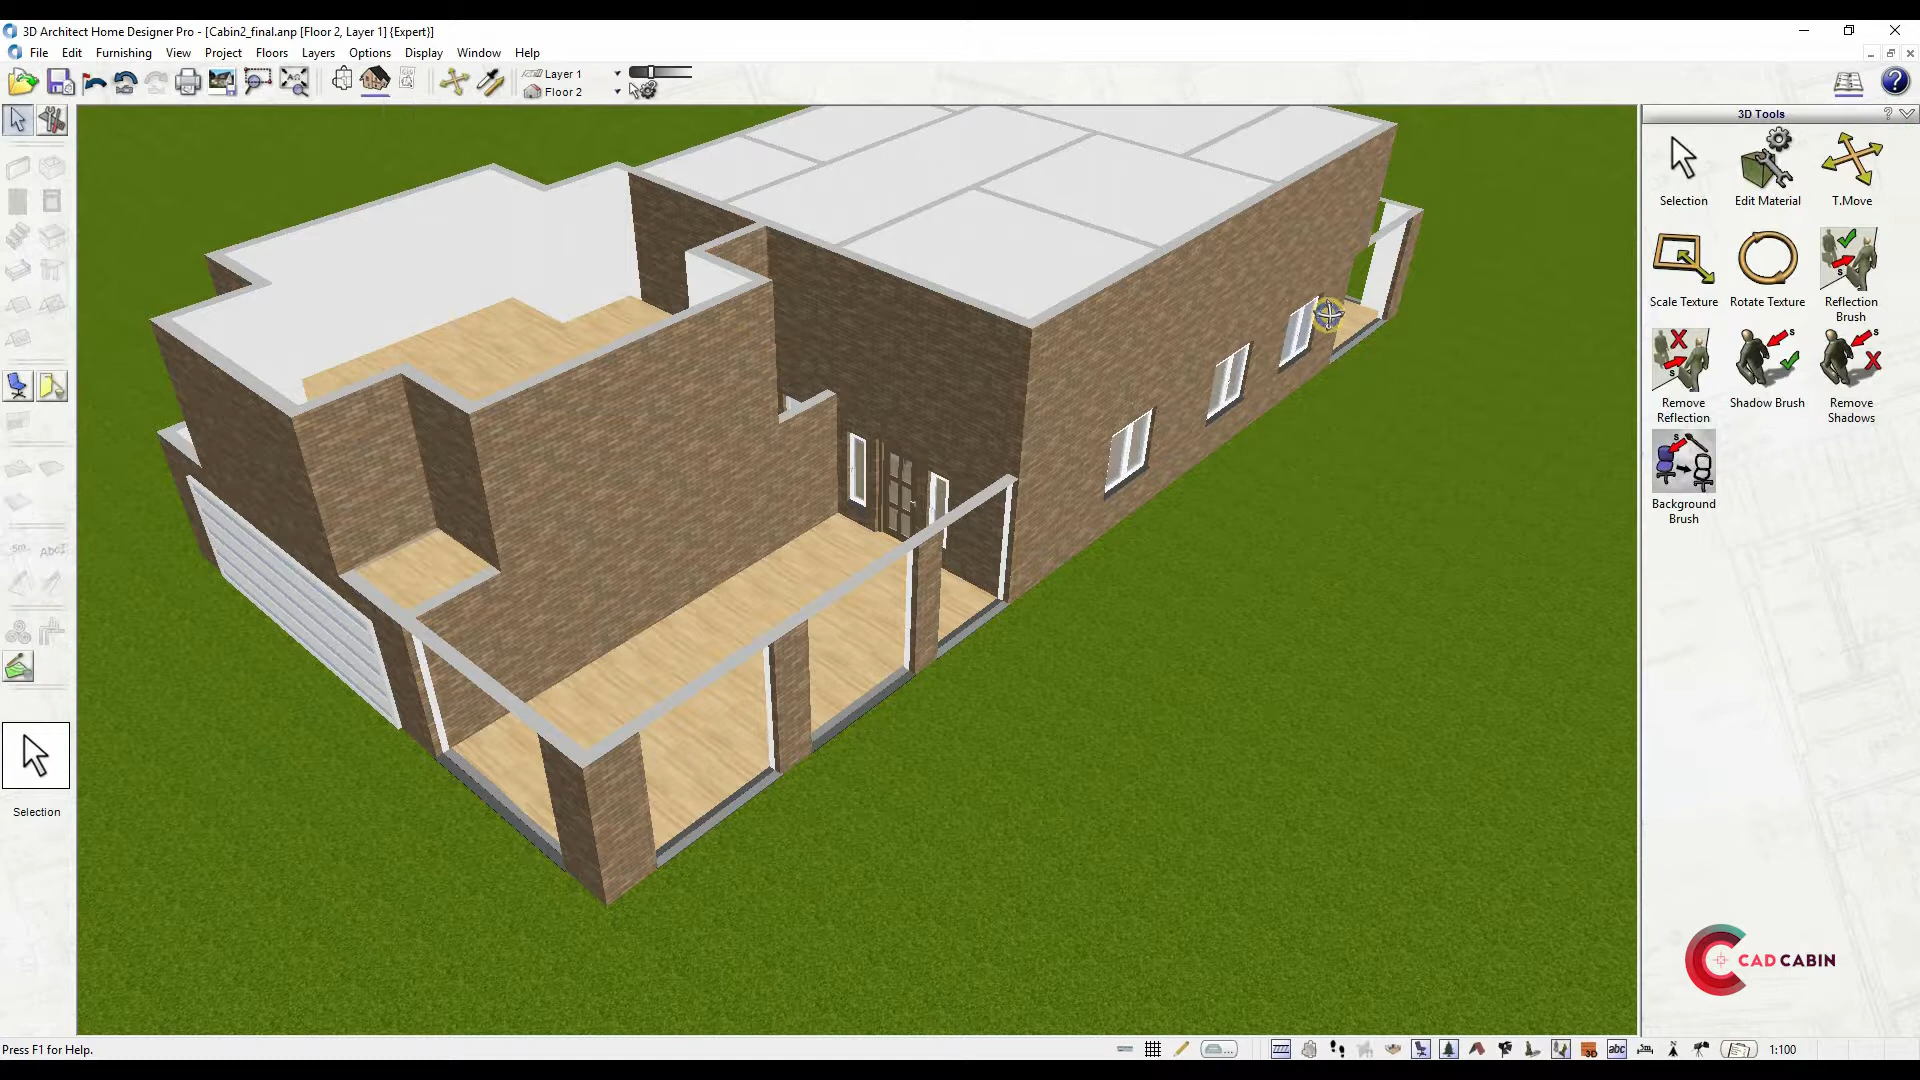 3D Architect Home Designer Pro - [Cabin2_final.anp [Floor 2, Layer 1] {Expert}]
File Edit Furnishing View Project Floors Layers Options Display Window Help
Layer 1
Floor 2
3D Tools
Selection Edit Material T.Move
Scale Texture Rotate Texture Reflection
Brush
Remove
Reflection
Shadow Brush
Remove
Shadows
Background
Brush
Selection
CAD CABIN
Press F1 for Help.
abc
3D
1:100